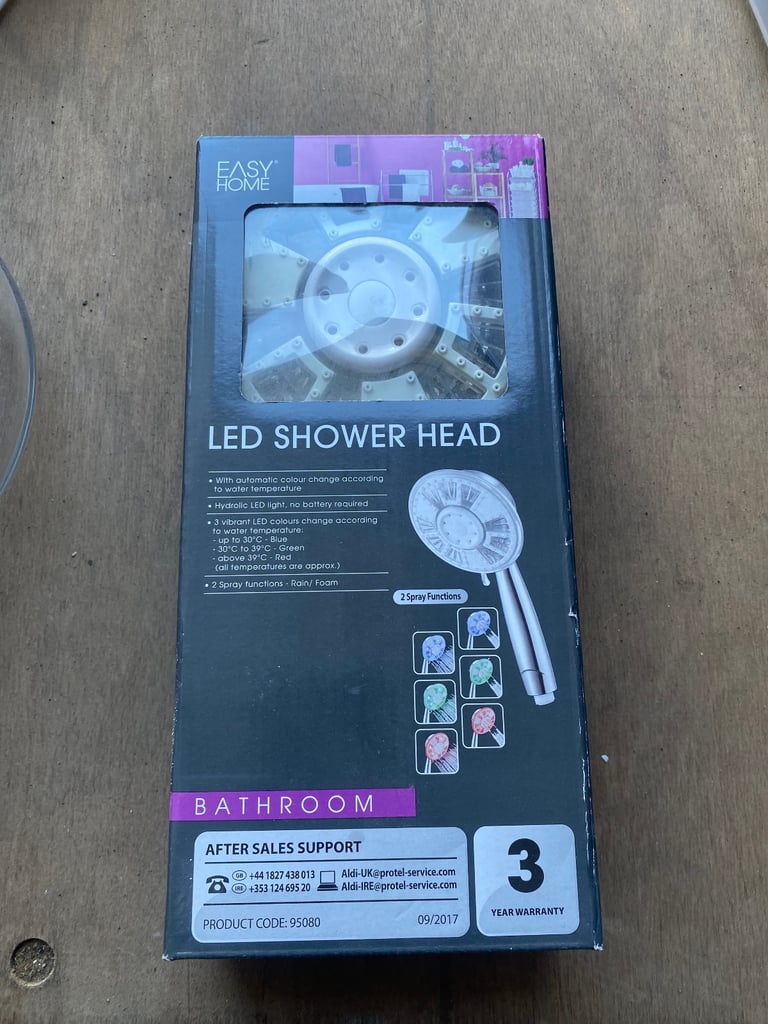 EASY®
HOME
LED SHOWER HEAD
• With automatic colour change according
to water temperature
• Hydrolic LED light, no battery required
• 3 vibrant LED colours change according
to water temperature:
- up to 30°C - Blue
- 30°C to 39°C - Green
- above 39°C - Red
(all temperatures are approx.)
• 2 Spray functions - Rain/ Foam
2 Spray Functions
BATHROOM
AFTER SALES SUPPORT
GB +44 1827 438 013 Aldi-UK@protel-service.com
IRE +353 124 695 20 Aldi-IRE@protel-service.com
PRODUCT CODE: 95080 09/2017
3
YEAR WARRANTY